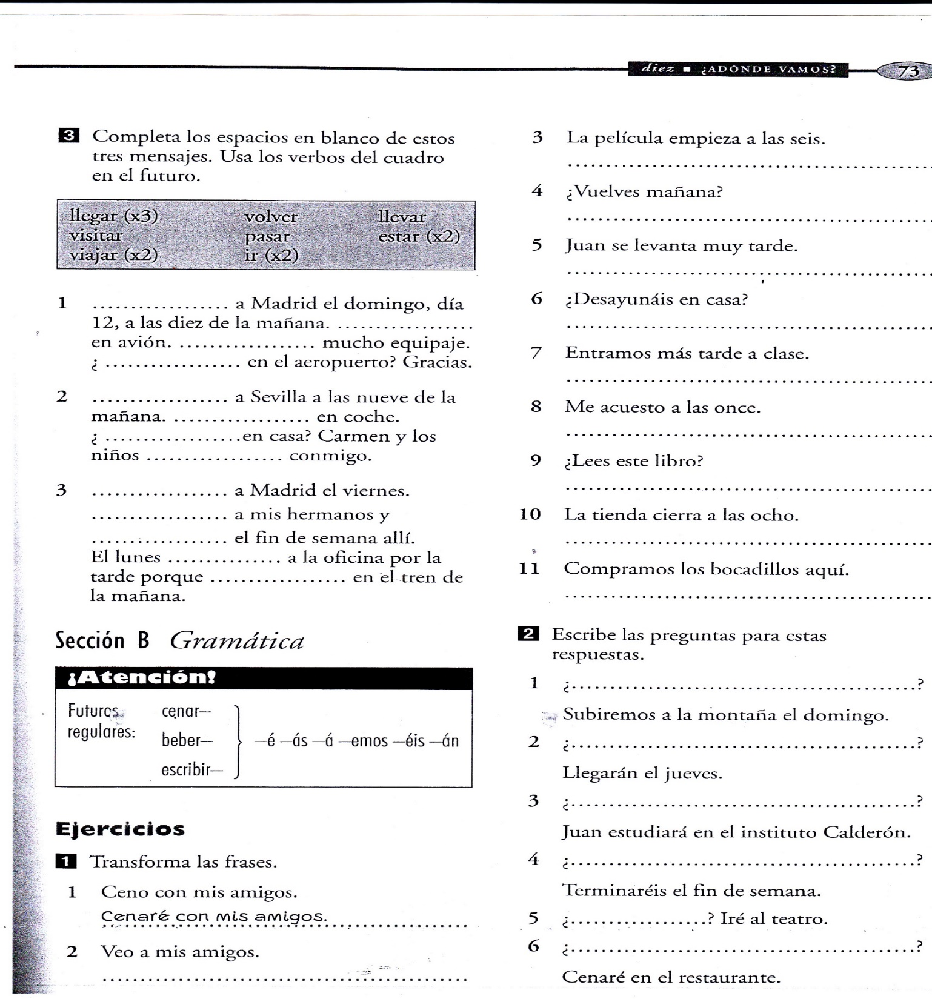 diez ■ ¿ADÓNDE VAMOS? 73
3 Completa los espacios en blanco de estos
tres mensajes. Usa los verbos del cuadro
en el futuro.
llegar (x3) volver llevar
visitar pasar estar (x2)
viajar (x2) ir (x2)
1 .................. a Madrid el domingo, día
12, a las diez de la mañana. ..................
en avión. .................. mucho equipaje.
¿ .................. en el aeropuerto? Gracias.
2 .................. a Sevilla a las nueve de la
mañana. .................. en coche.
¿ ..................en casa? Carmen y los
niños .................. conmigo.
3 .................. a Madrid el viernes.
.................. a mis hermanos y
.................. el fin de semana allí.
El lunes ............... a la oficina por la
tarde porque .................. en el tren de
la mañana.
Sección B Gramática
¡Atención!
Futuros regulares:
cenar—
beber—
escribir—
—é —ás —á —emos —éis —án
Ejercicios
1 Transforma las frases.
1 Ceno con mis amigos.
Cenaré con mis amigos.
2 Veo a mis amigos.
................................................
3 La película empieza a las seis.
................................................
4 ¿Vuelves mañana?
................................................
5 Juan se levanta muy tarde.
................................................
6 ¿Desayunáis en casa?
................................................
7 Entramos más tarde a clase.
................................................
8 Me acuesto a las once.
................................................
9 ¿Lees este libro?
................................................
10 La tienda cierra a las ocho.
................................................
11 Compramos los bocadillos aquí.
................................................
2 Escribe las preguntas para estas
respuestas.
1 ¿.............................................?
Subiremos a la montaña el domingo.
2 ¿.............................................?
Llegarán el jueves.
3 ¿.............................................?
Juan estudiará en el instituto Calderón.
4 ¿.............................................?
Terminaréis el fin de semana.
5 ¿..................? Iré al teatro.
6 ¿.............................................?
Cenaré en el restaurante.